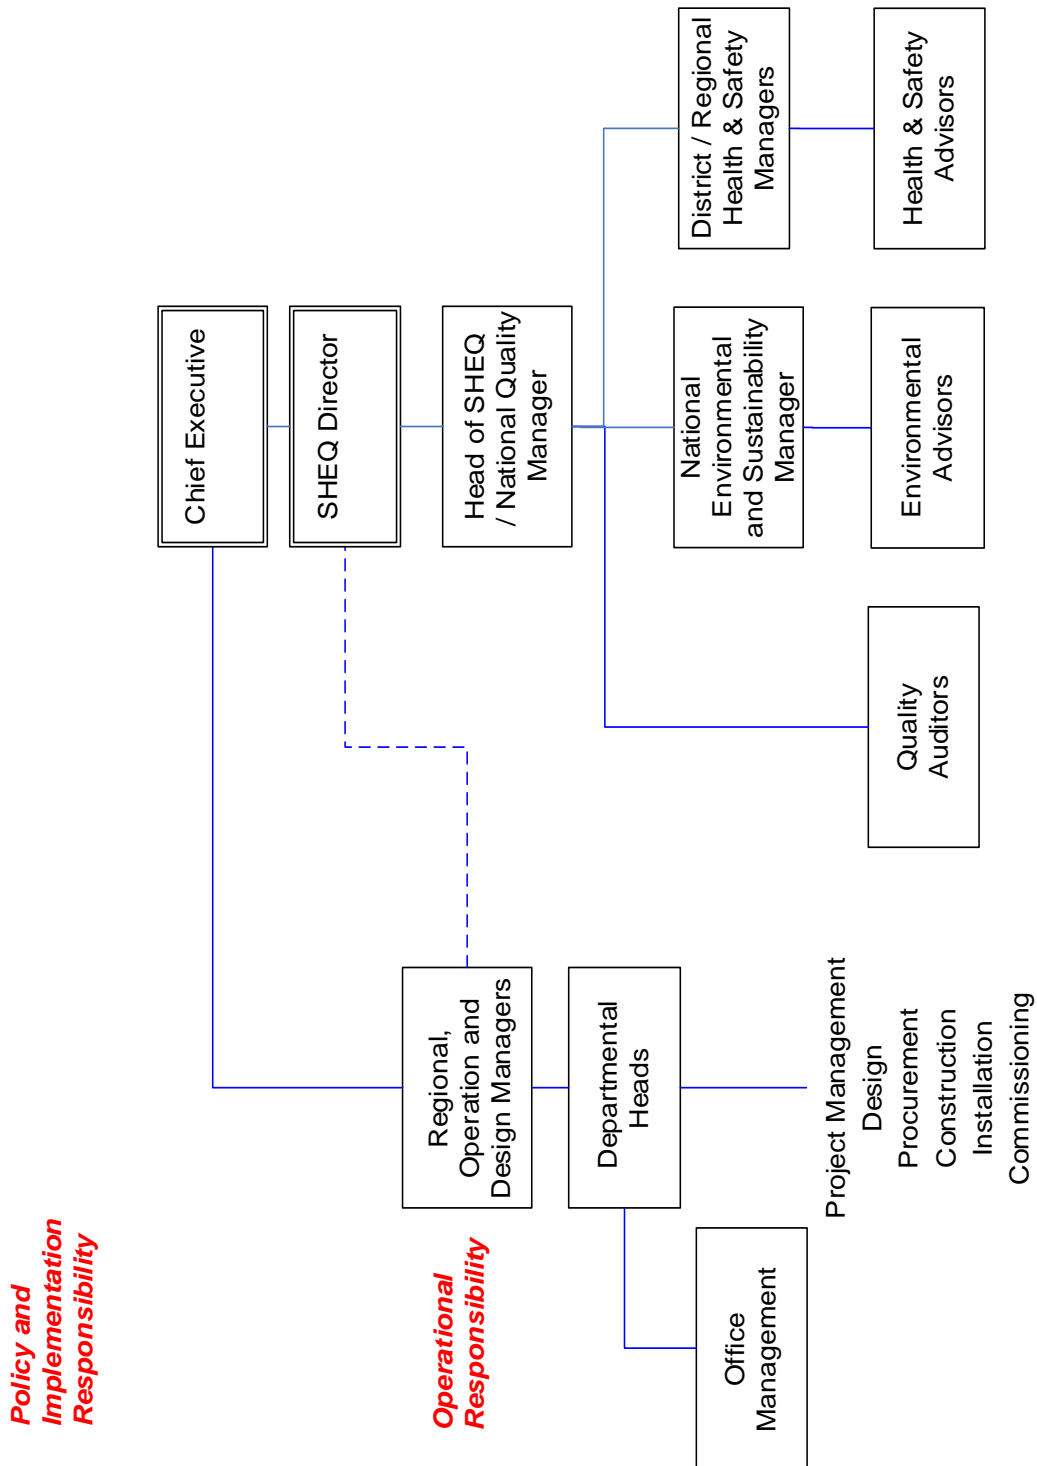 Policy and
Implementation
Responsibility
Chief Executive
SHEQ Director
Operational
Responsibility
Regional,
Operation and
Design Managers
Head of SHEQ
/ National Quality
Manager
Departmental
Heads
Office
Management
Project Management
Design
Procurement
Construction
Installation
Commissioning
National
Environmental
and Sustainability
Manager
District / Regional
Health & Safety
Managers
Quality
Auditors
Environmental
Advisors
Health & Safety
Advisors